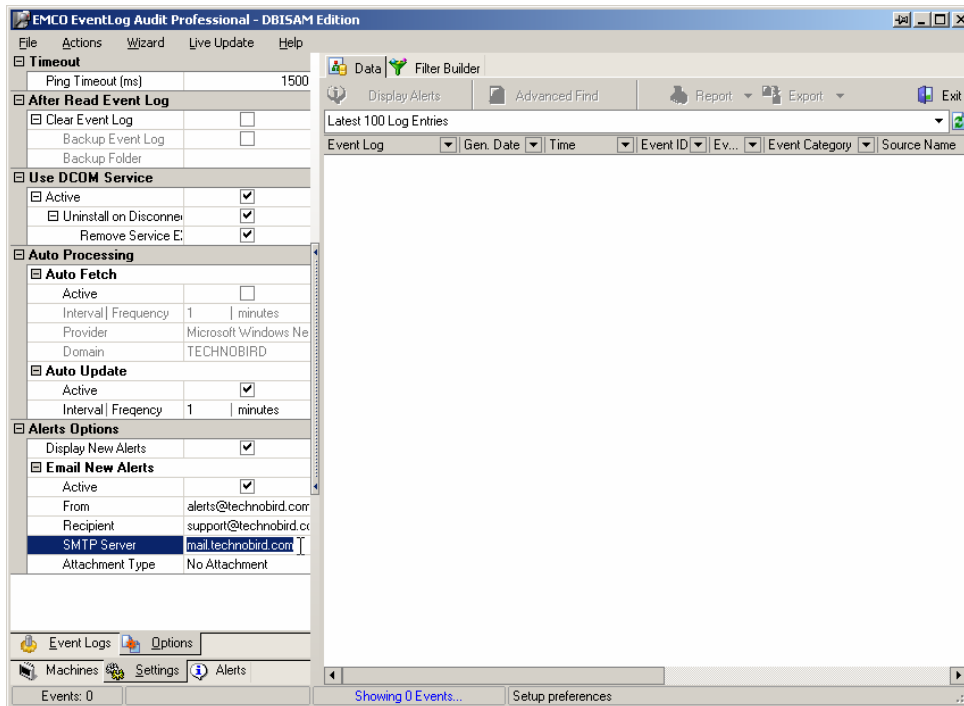 EMCO EventLog Audit Professional - DBISAM Edition
File Actions Wizard Live Update Help
Timeout
Ping Timeout (ms) 1500
After Read Event Log
Clear Event Log
Backup Event Log
Backup Folder
Use DCOM Service
Active
Uninstall on Disconne
Remove Service E
Auto Processing
Auto Fetch
Active
Interval | Frequency 1 | minutes
Provider Microsoft Windows Ne
Domain TECHNOBIRD
Auto Update
Active
Interval | Freqency 1 | minutes
Alerts Options
Display New Alerts
Email New Alerts
Active
From alerts@technobird.com
Recipient support@technobird.co
SMTP Server mail.technobird.com
Attachment Type No Attachment
Event Logs Options
Machines Settings Alerts
Events: 0
Data Filter Builder
Display Alerts Advanced Find Report Export Exit
Latest 100 Log Entries
Event Log Gen. Date Time Event ID Ev... Event Category Source Name
Showing 0 Events... Setup preferences